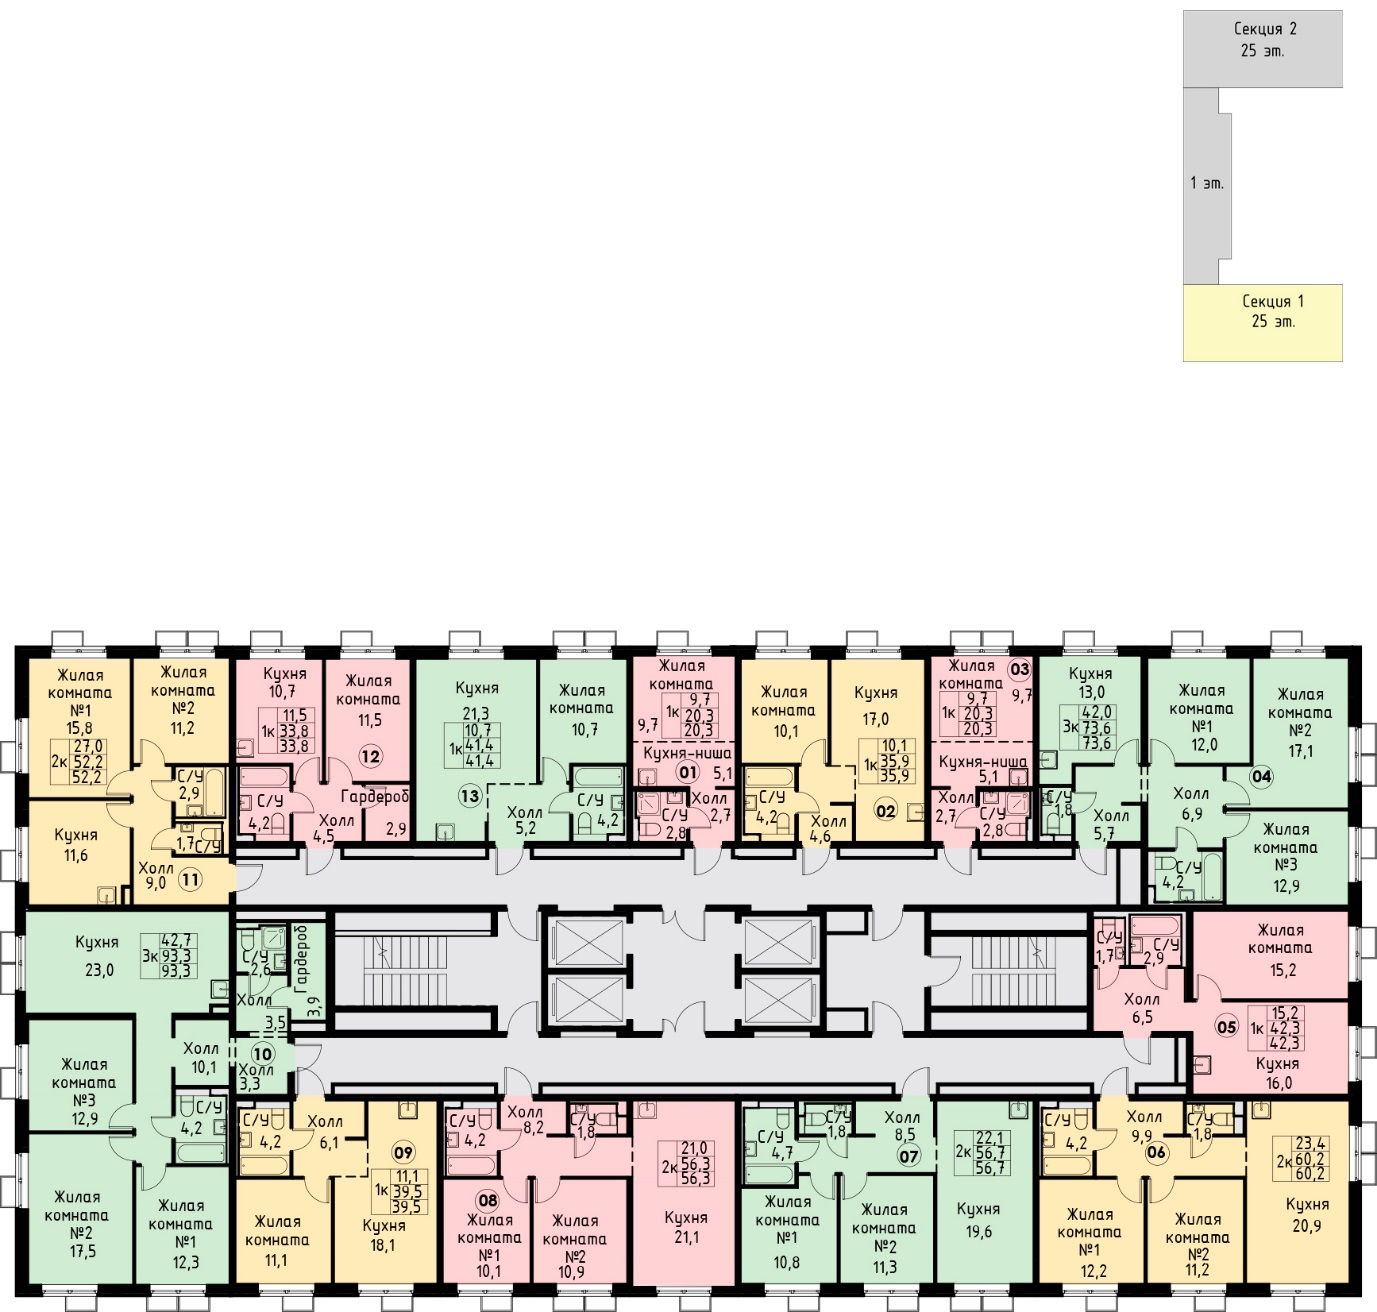 Секция 2
25 эт.
1 эт.
Секция 1
25 эт.
Жилая
комната
№1
15,8
27,0
2к 52,2
52,2
Жилая
комната
№2
11,2
С/У
2,9
1,7
С/У
Кухня
11,6
Холл
9,0
11
Кухня
10,7
11,5
1к 33,8
33,8
Жилая
комната
11,5
12
С/У
4,2
Холл
4,5
Гардероб
2,9
Кухня
21,3
10,7
1к 41,4
41,4
13
Жилая
комната
10,7
Холл
5,2
С/У
4,2
Жилая
комната
9,7
9,7
1к 20,3
20,3
Кухня-ниша
5,1
01
С/У
2,8
Холл
2,7
Жилая
комната
10,1
С/У
4,2
Холл
4,6
Кухня
17,0
10,1
1к 35,9
35,9
02
Жилая
комната
03
9,7
9,7
1к 20,3
20,3
Кухня-ниша
5,1
Холл
2,7
С/У
2,8
Кухня
13,0
42,0
3к 73,6
73,6
С/У
1,8
Холл
5,7
Жилая
комната
№1
12,0
Жилая
комната
№2
17,1
04
Холл
6,9
С/У
4,2
Жилая
комната
№3
12,9
Кухня
23,0
42,7
3к 93,3
93,3
С/У
2,6
Гардероб
3,9
Холл
3,5
10
Холл
3,3
Холл
10,1
Жилая
комната
№3
12,9
С/У
4,2
Жилая
комната
№2
17,5
Жилая
комната
№1
12,3
С/У
1,7
С/У
2,9
Холл
6,5
Жилая
комната
15,2
05
15,2
1к 42,3
42,3
Кухня
16,0
С/У
4,2
Холл
6,1
09
11,1
1к 39,5
39,5
Кухня
18,1
Жилая
комната
11,1
С/У
4,2
Холл
8,2
С/У
1,8
08
Жилая
комната
№1
10,1
Жилая
комната
№2
10,9
21,0
2к 56,3
56,3
Кухня
21,1
С/У
4,7
С/У
1,8
Холл
8,5
07
Жилая
комната
№1
10,8
Жилая
комната
№2
11,3
22,1
2к 56,7
56,7
Кухня
19,6
С/У
4,2
Холл
9,9
06
С/У
1,8
Жилая
комната
№1
12,2
Жилая
комната
№2
11,2
23,4
2к 60,2
60,2
Кухня
20,9